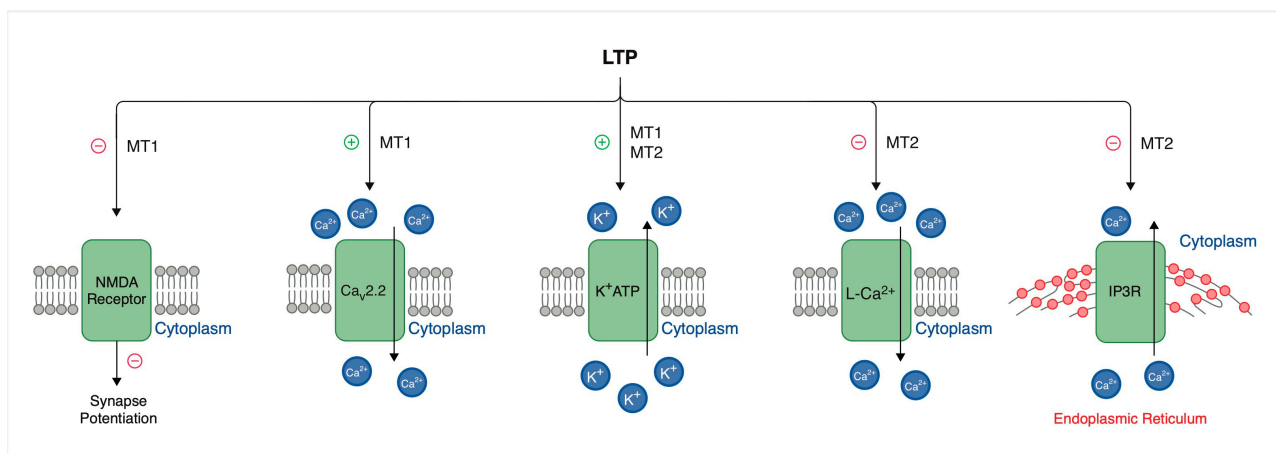 LTP
⊖ MT1
⊕ MT1
⊕ MT1
MT2
⊖ MT2
⊖ MT2
NMDA
Receptor
Cytoplasm
⊖
Synapse
Potentiation
Ca²⁺ Ca²⁺ Ca²⁺
Caᵥ2.2
Cytoplasm
Ca²⁺ Ca²⁺
K⁺ K⁺
K⁺ATP
Cytoplasm
K⁺ K⁺ K⁺
Ca²⁺ Ca²⁺ Ca²⁺
L-Ca²⁺
Cytoplasm
Ca²⁺ Ca²⁺
Ca²⁺
Cytoplasm
IP3R
Ca²⁺ Ca²⁺
Endoplasmic Reticulum